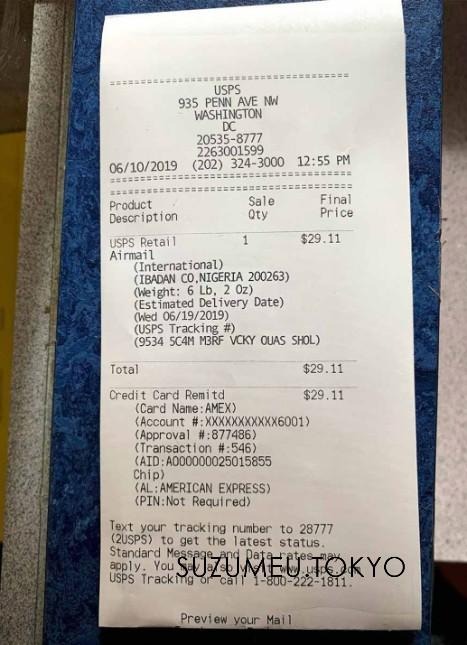 USPS
935 PENN AVE NW
WASHINGTON
DC
20535-8777
2263001599
06/10/2019 (202) 324-3000 12:55 PM
Product Sale Final
Description Qty Price
USPS Retail 1 $29.11
Airmail
(International)
(IBADAN CO,NIGERIA 200263)
(Weight: 6 Lb, 2 Oz)
(Estimated Delivery Date)
(Wed 06/19/2019)
(USPS Tracking #)
(9534 5C4M M3RF VCKY OUAS SHOL)
Total $29.11
Credit Card Remitd $29.11
(Card Name:AMEX)
(Account #:XXXXXXXXXXX6001)
(Approval #:877486)
(Transaction #:546)
(AID:A000000025015855
Chip)
(AL:AMERICAN EXPRESS)
(PIN:Not Required)
Text your tracking number to 28777
(2USPS) to get the latest status.
Standard Message and Data rates may
apply. You may also
SUZUMEU.TOKYO
USPS Tracking or call 1-800-222-1811.
Preview your Mail